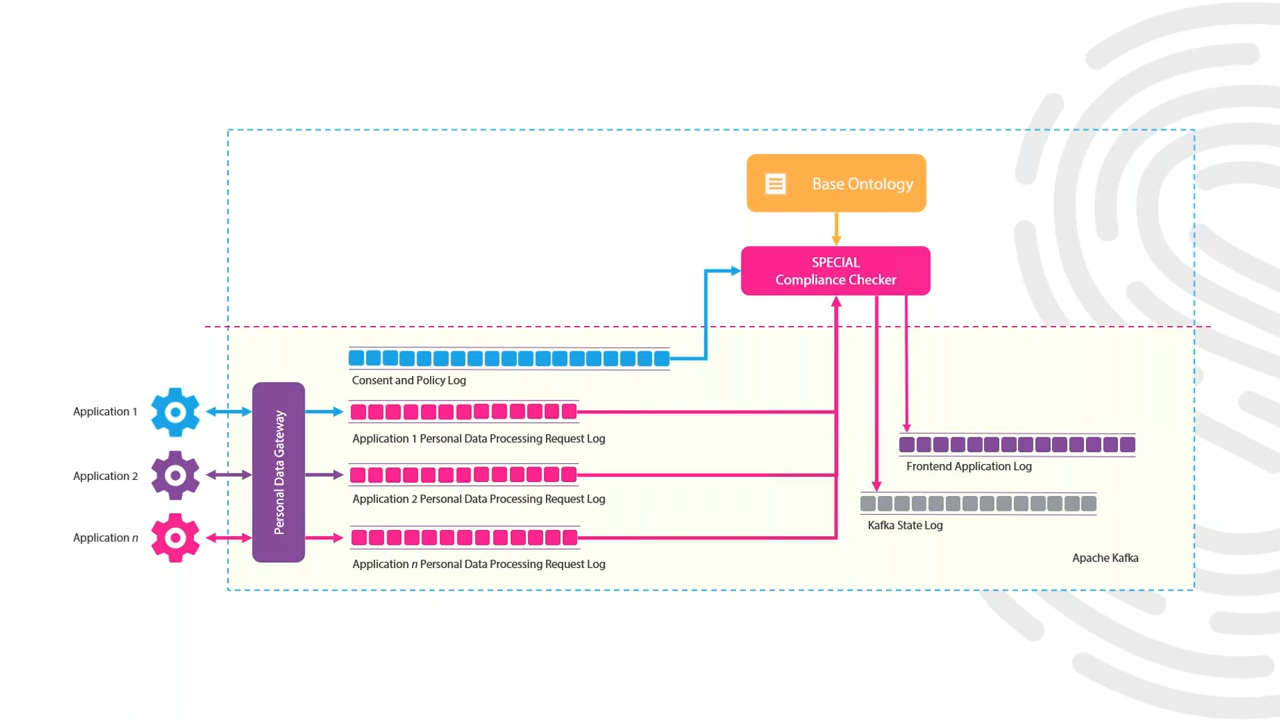 Base Ontology
SPECIAL
Compliance Checker
Consent and Policy Log
Application 1
Personal Data Gateway
Application 1 Personal Data Processing Request Log
Application 2
Application 2 Personal Data Processing Request Log
Application n
Application n Personal Data Processing Request Log
Frontend Application Log
Kafka State Log
Apache Kafka